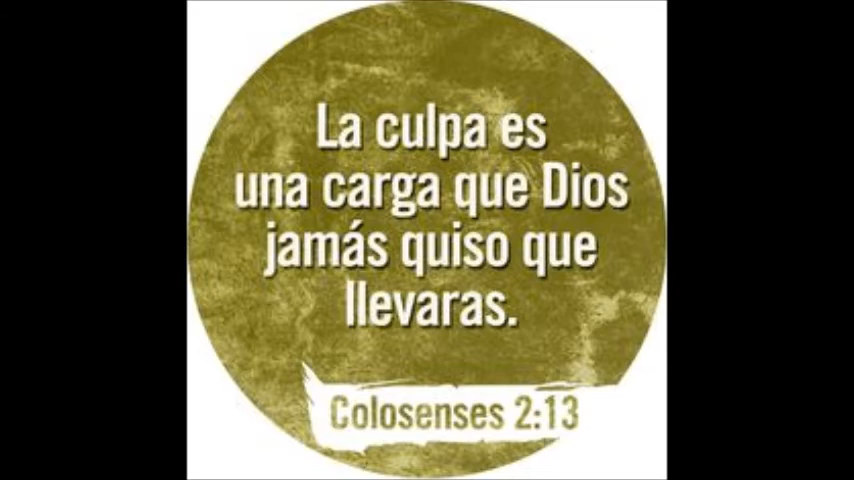 La culpa es
una carga que Dios
jamás quiso que
llevaras.
Colosenses 2:13